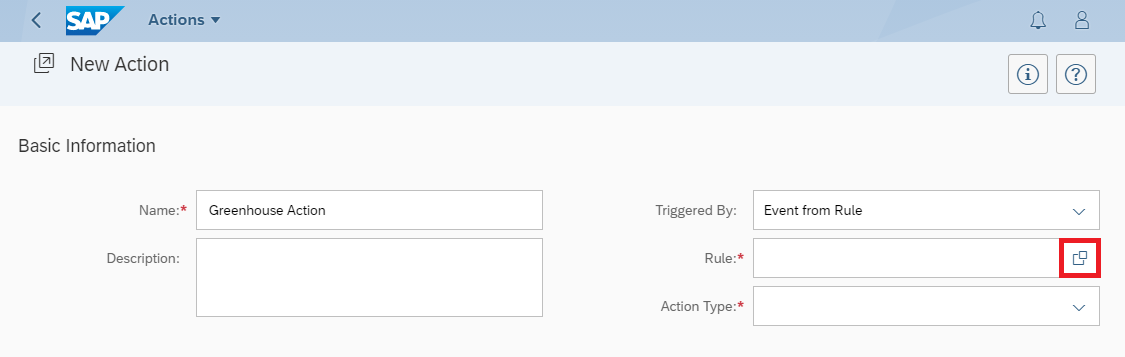 SAP Actions
New Action
Basic Information
Name:* Greenhouse Action Triggered By: Event from Rule
Description: Rule:*
Action Type:*